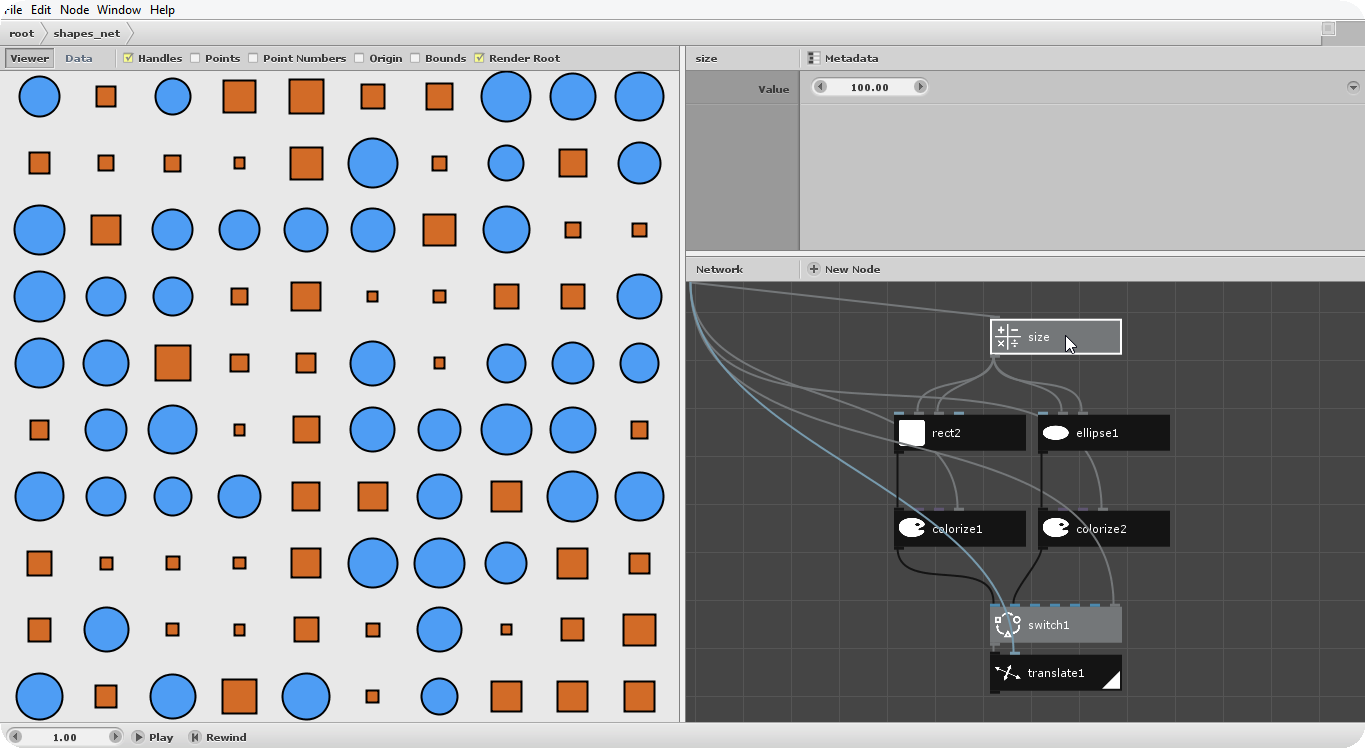 File Edit Node Window Help
root shapes_net
Viewer Data Handles Points Point Numbers Origin Bounds Render Root
size Metadata
Value 100.00
Network New Node
size
rect2 ellipse1
colorize1 colorize2
switch1
translate1
1.00 Play Rewind